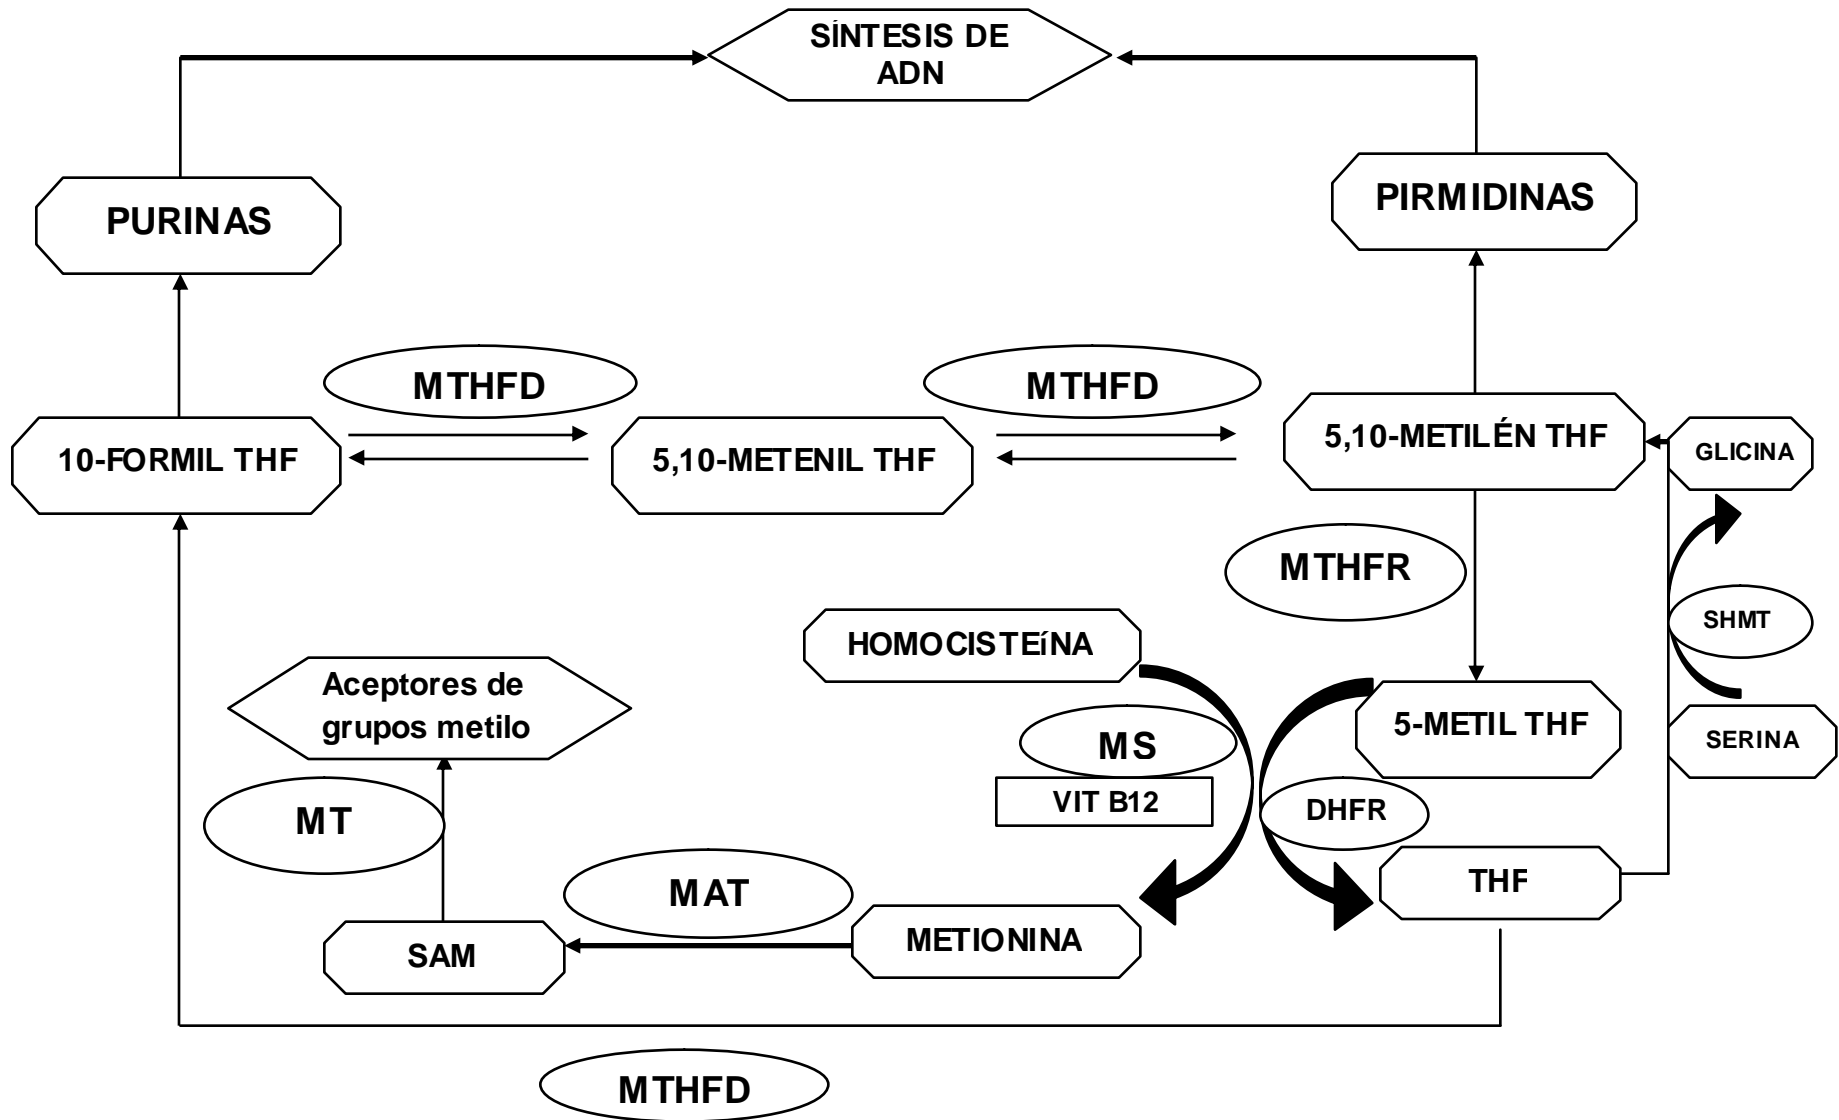 SÍNTESIS DE
ADN
PURINAS
PIRMIDINAS
MTHFD
MTHFD
10-FORMIL THF
5,10-METENIL THF
5,10-METILÉN THF
GLICINA
MTHFR
SHMT
HOMOCISTEíNA
Aceptores de
grupos metilo
5-METIL THF
SERINA
MS
VIT B12
DHFR
MT
THF
MAT
METIONINA
SAM
MTHFD